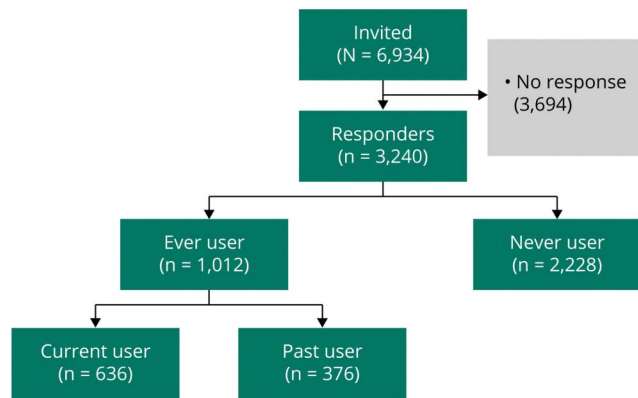 Invited
(N = 6,934)
• No response
(3,694)
Responders
(n = 3,240)
Ever user
(n = 1,012)
Never user
(n = 2,228)
Current user
(n = 636)
Past user
(n = 376)